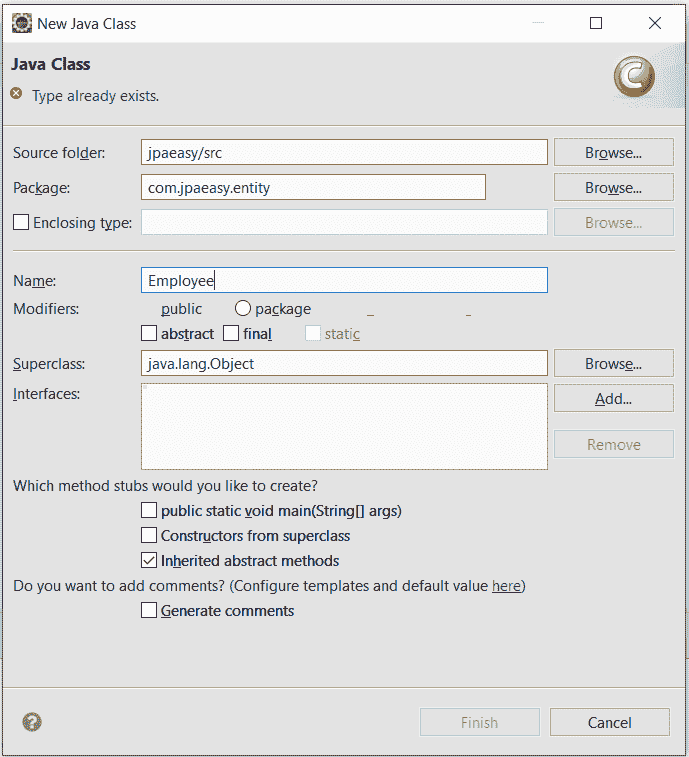 New Java Class
Java Class
Type already exists.
Source folder: jpaeasy/src Browse...
Package: com.jpaeasy.entity Browse...
Enclosing type: Browse...
Name: Employee
Modifiers: public package
abstract final static
Superclass: java.lang.Object Browse...
Interfaces: Add...
Remove
Which method stubs would you like to create?
public static void main(String[] args)
Constructors from superclass
Inherited abstract methods
Do you want to add comments? (Configure templates and default value here)
Generate comments
? Finish Cancel